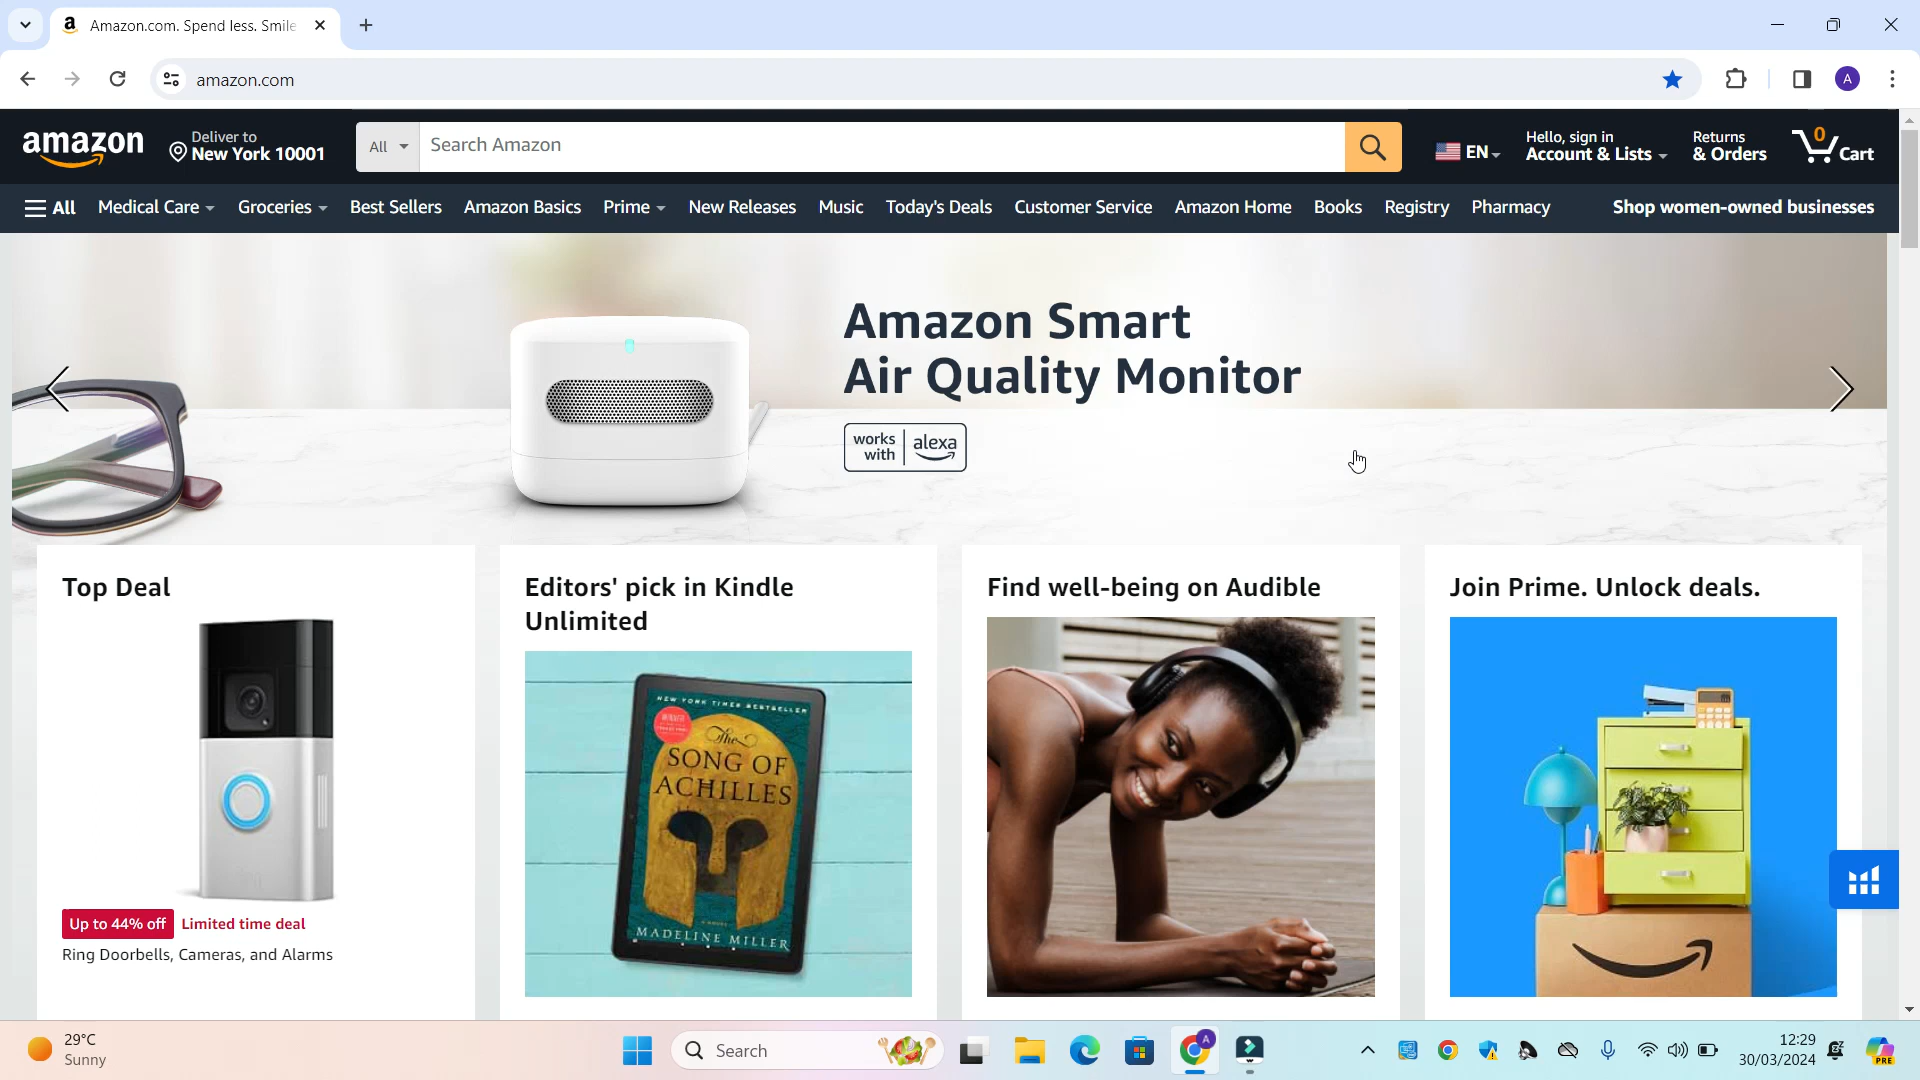 Amazon.com. Spend less. Smile
amazon.com
A
amazon
Deliver to
New York 10001
All
Search Amazon
EN
Hello, sign in
Account & Lists
Returns
& Orders
0
Cart
All
Medical Care
Groceries
Best Sellers
Amazon Basics
Prime
New Releases
Music
Today's Deals
Customer Service
Amazon Home
Books
Registry
Pharmacy
Shop women-owned businesses
Amazon Smart
Air Quality Monitor
works with alexa
Top Deal
Up to 44% off
Limited time deal
Ring Doorbells, Cameras, and Alarms
Editors' pick in Kindle
Unlimited
NEW YORK TIMES BESTSELLER
The
SONG OF
ACHILLES
MADELINE MILLER
Find well-being on Audible
Join Prime. Unlock deals.
29°C
Sunny
Search
A
12:29
30/03/2024
PRE